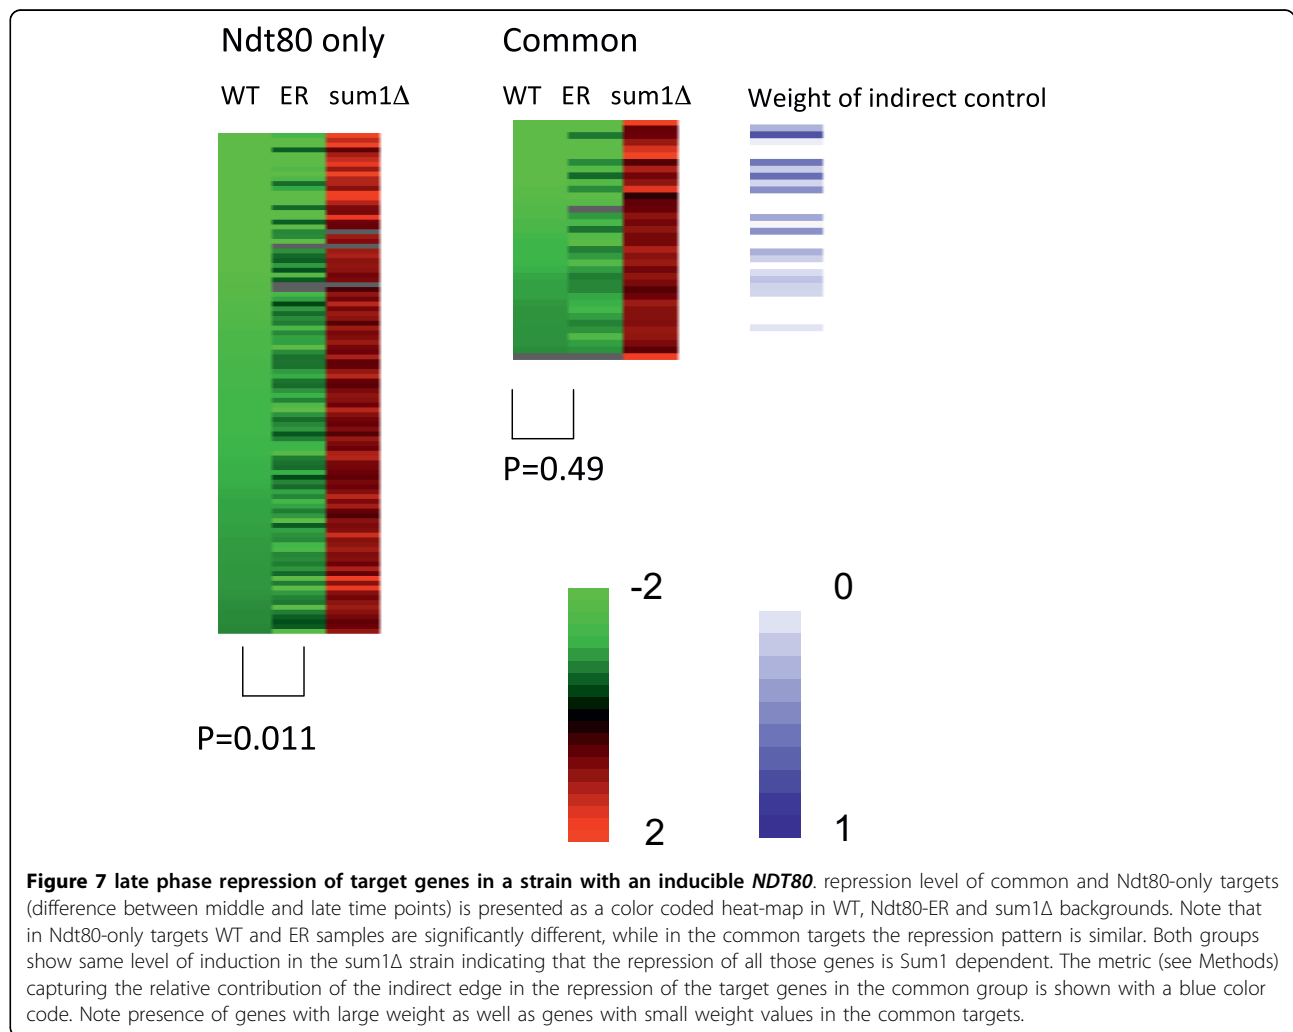 Ndt80 only
Common
WT ER sum1Δ
WT ER sum1Δ
Weight of indirect control
P=0.49
P=0.011
-2
2
0
1
Figure 7 late phase repression of target genes in a strain with an inducible NDT80. repression level of common and Ndt80-only targets
(difference between middle and late time points) is presented as a color coded heat-map in WT, Ndt80-ER and sum1Δ backgrounds. Note that
in Ndt80-only targets WT and ER samples are significantly different, while in the common targets the repression pattern is similar. Both groups
show same level of induction in the sum1Δ strain indicating that the repression of all those genes is Sum1 dependent. The metric (see Methods)
capturing the relative contribution of the indirect edge in the repression of the target genes in the common group is shown with a blue color
code. Note presence of genes with large weight as well as genes with small weight values in the common targets.